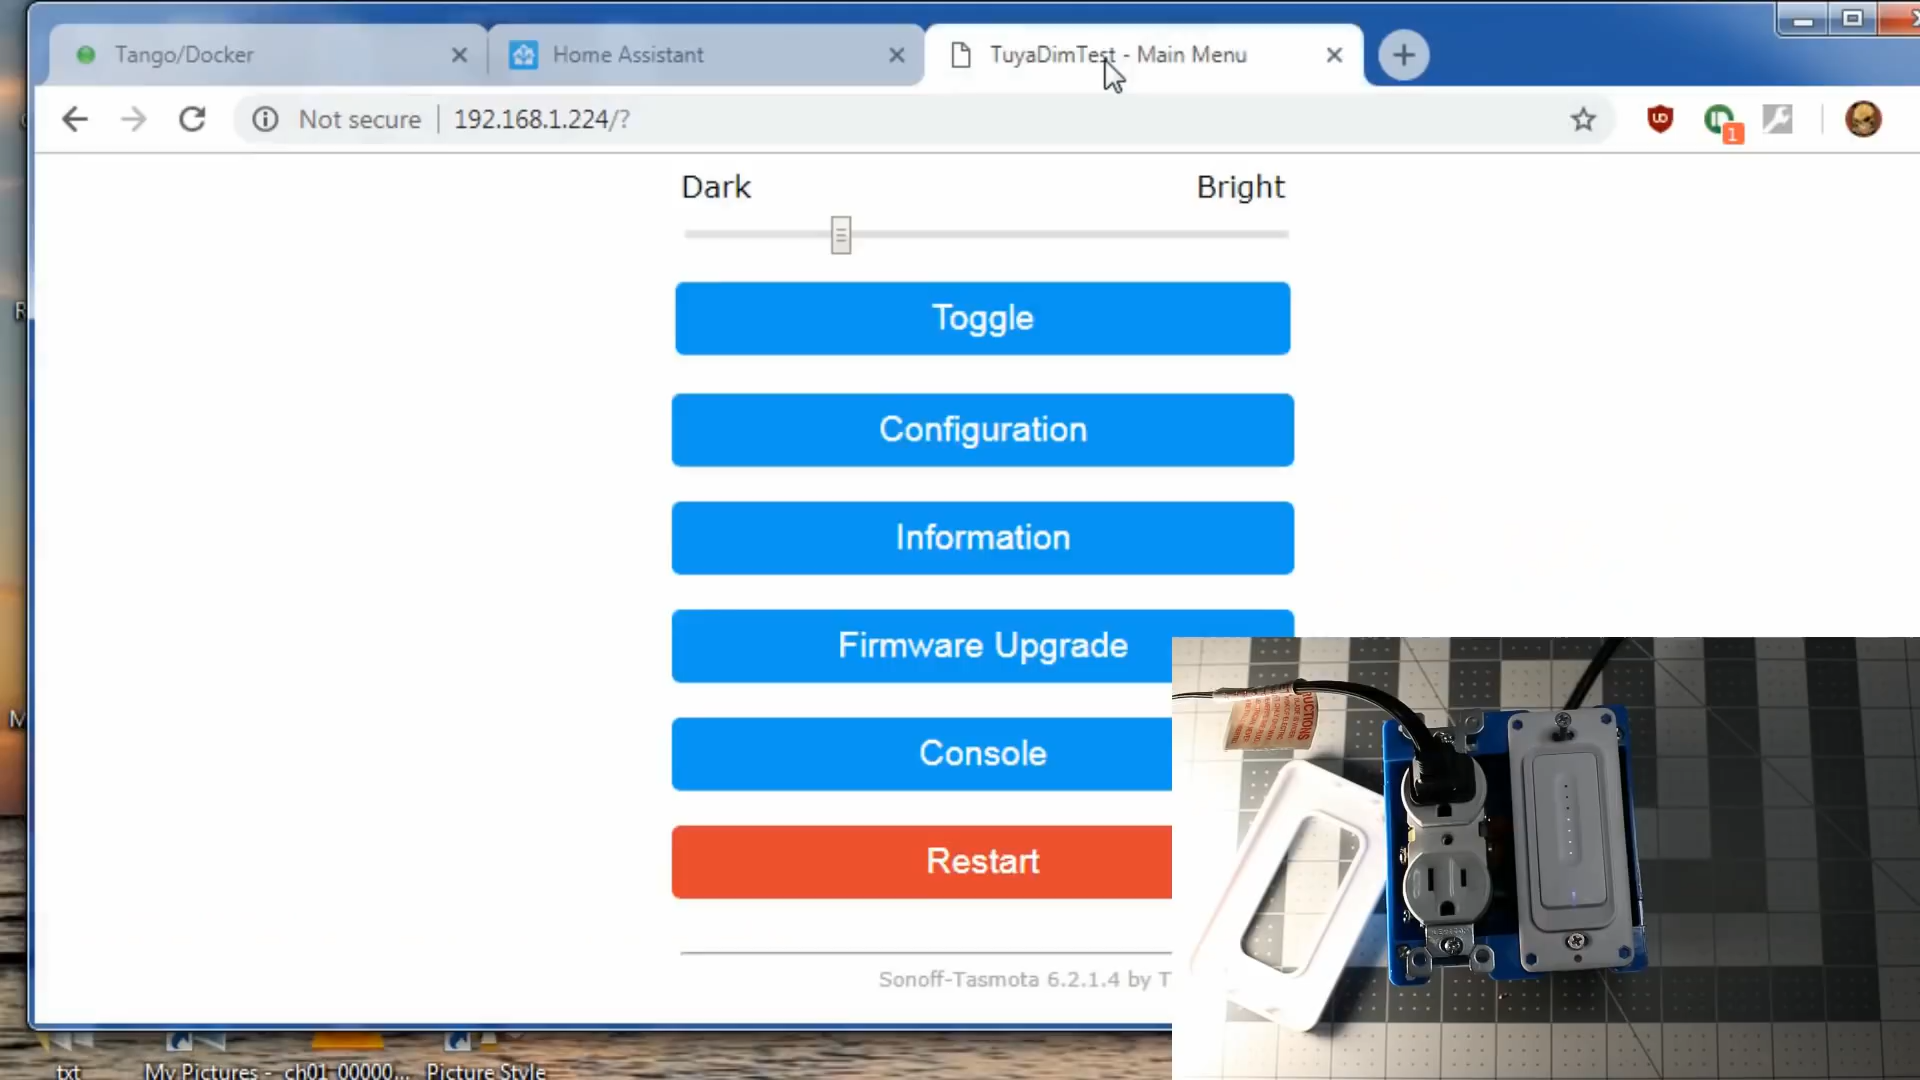 Tango/Docker
Home Assistant
TuyaDimTest - Main Menu
Not secure
192.168.1.224/?
1
Dark
Bright
Toggle
Configuration
Information
Firmware Upgrade
Console
Restart
Sonoff-Tasmota 6.2.1.4 by T
R
M
txt
My Pictures -
ch01_00000...
Picture Style